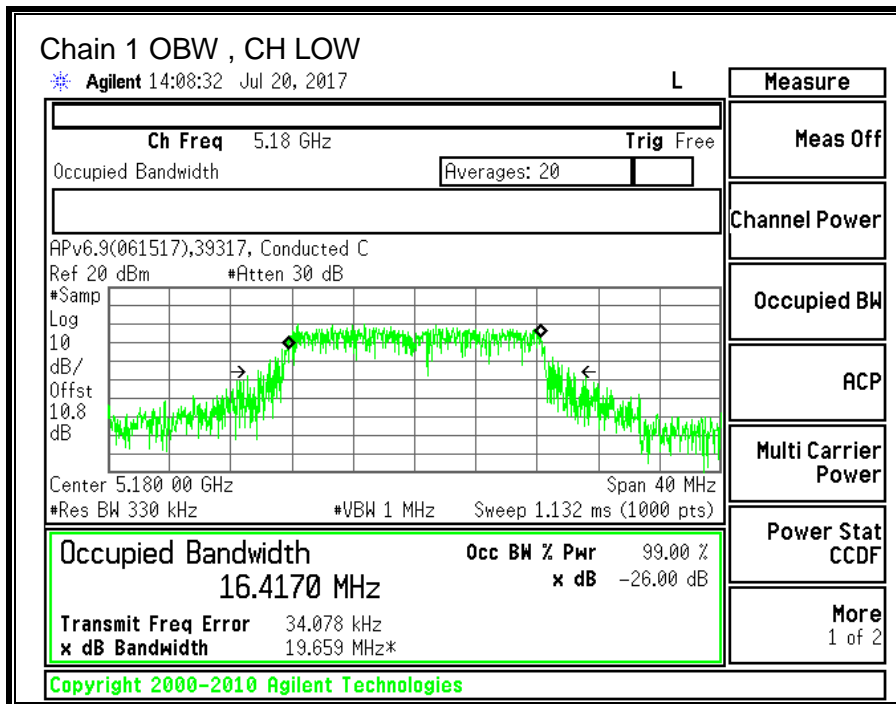 Chain 1 OBW , CH LOW
Agilent 14:08:32 Jul 20, 2017 L
Measure
Ch Freq 5.18 GHz Trig Free
Occupied Bandwidth Averages: 20
APv6.9(061517),39317, Conducted C
Ref 20 dBm #Atten 30 dB
#Samp
Log
10
dB/
Offst
10.8
dB
Center 5.180 00 GHz Span 40 MHz
#Res BW 330 kHz #VBW 1 MHz Sweep 1.132 ms (1000 pts)
Occupied Bandwidth
16.4170 MHz
Occ BW % Pwr 99.00 %
x dB -26.00 dB
Transmit Freq Error 34.078 kHz
x dB Bandwidth 19.659 MHz*
Copyright 2000-2010 Agilent Technologies
Meas Off
Channel Power
Occupied BW
ACP
Multi Carrier
Power
Power Stat
CCDF
More
1 of 2